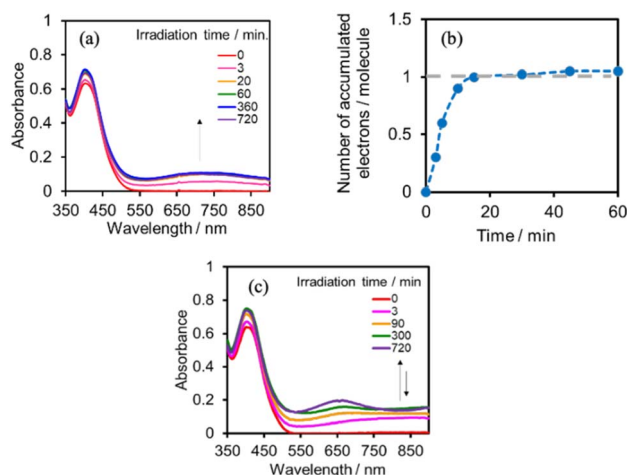 (a)
Irradiation time / min.
0
3
20
60
360
720
Absorbance
1
0.8
0.6
0.4
0.2
0
350 450 550 650 750 850
Wavelength / nm
(b)
Number of accumulated
electrons / molecule
1.5
1
0.5
0
0 20 40 60
Time / min
(c)
Irradiation time / min
0
3
90
300
720
Absorbance
1
0.8
0.6
0.4
0.2
0
350 450 550 650 750 850
Wavelength / nm